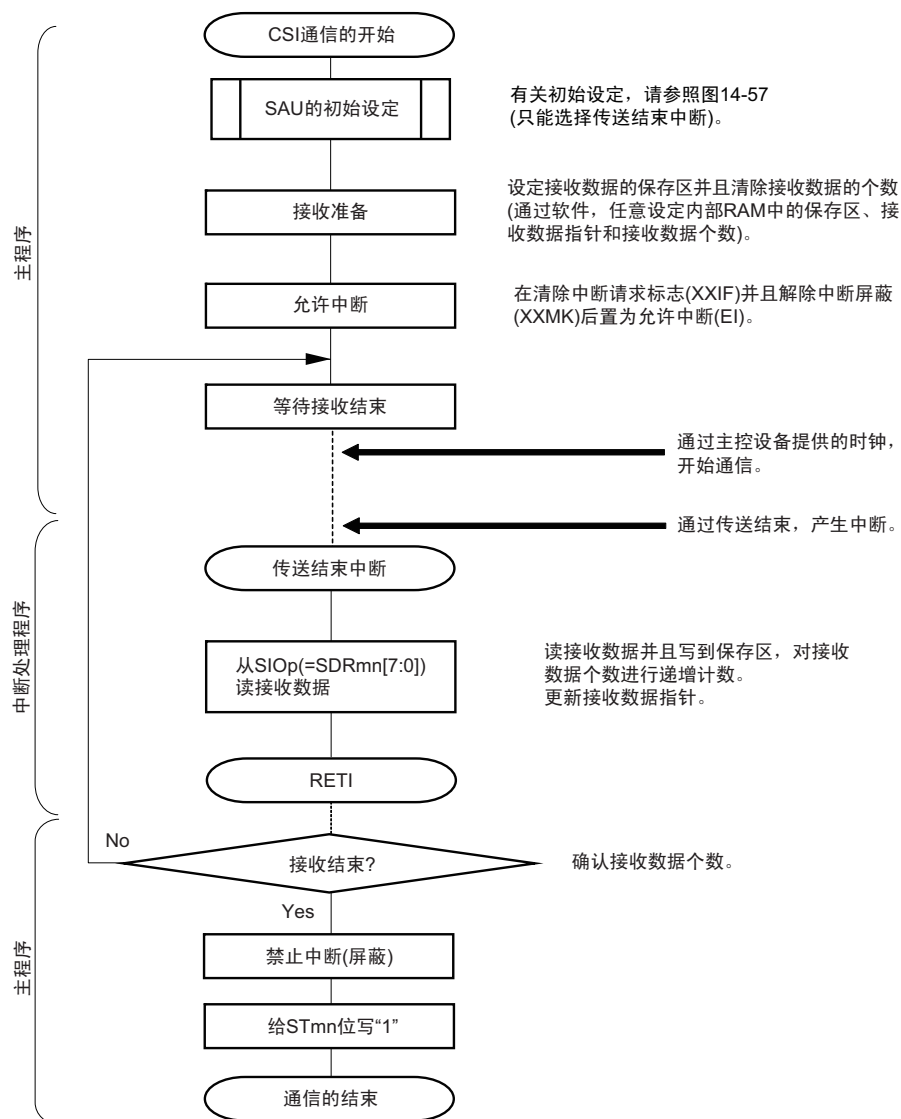 CSI通信的开始
SAU的初始设定
有关初始设定，请参照图14-57
(只能选择传送结束中断)。
接收准备
设定接收数据的保存区并且清除接收数据的个数
(通过软件，任意设定内部RAM中的保存区、接
收数据指针和接收数据个数)。
主程序
允许中断
在清除中断请求标志(XXIF)并且解除中断屏蔽
(XXMK)后置为允许中断(EI)。
等待接收结束
通过主控设备提供的时钟，
开始通信。
通过传送结束，产生中断。
传送结束中断
中断处理程序
从SIOp(=SDRmn[7:0])
读接收数据
读接收数据并且写到保存区，对接收
数据个数进行递增计数。
更新接收数据指针。
RETI
No
接收结束?
确认接收数据个数。
Yes
主程序
禁止中断(屏蔽)
给STmn位写“1”
通信的结束